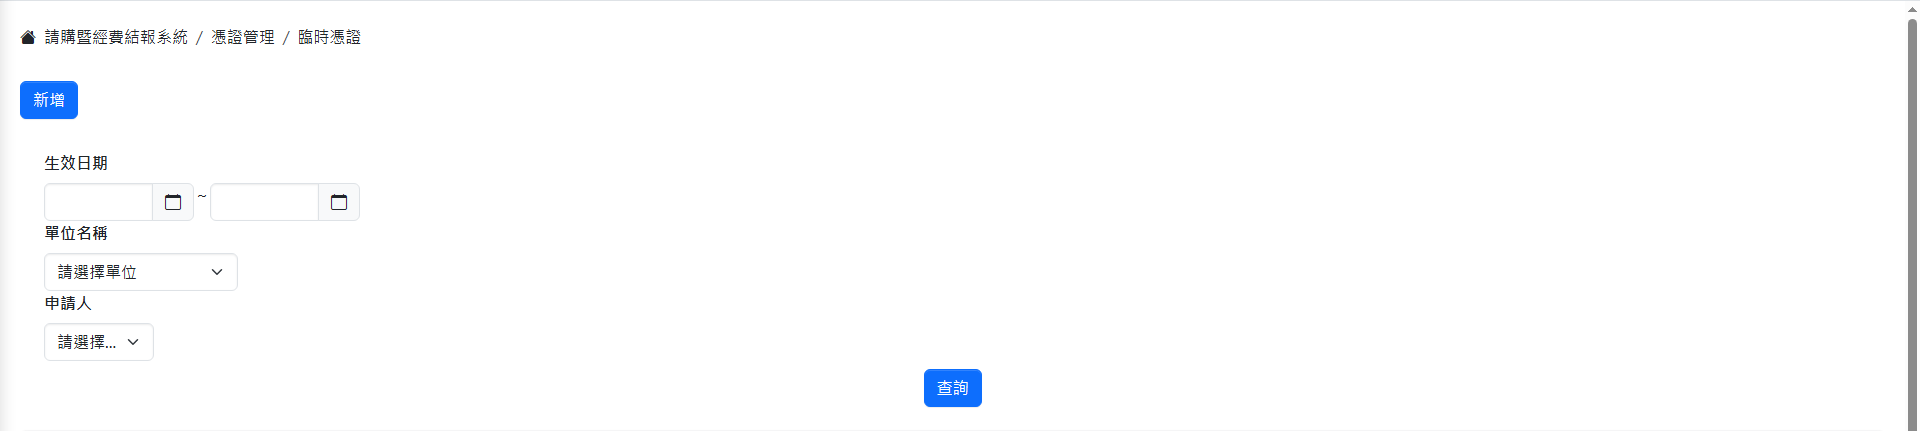 請購暨經費結報系統 / 憑證管理 / 臨時憑證
新增
生效日期
~
單位名稱
請選擇單位
申請人
請選擇...
查詢